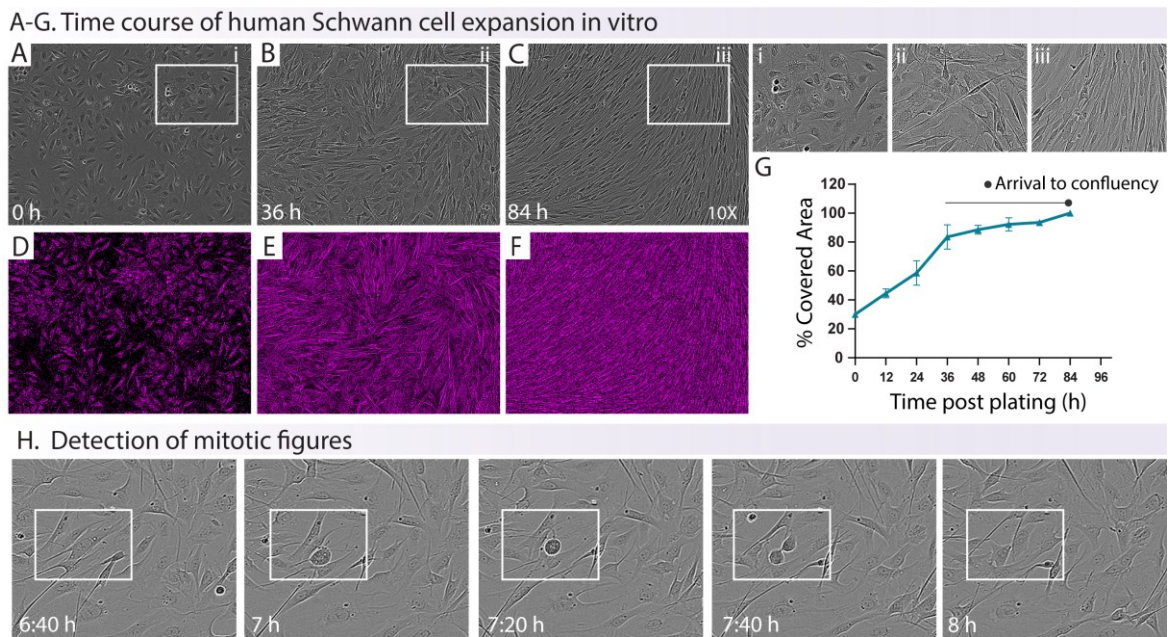 A-G. Time course of human Schwann cell expansion in vitro
A
i
B
ii
C
iii
i
ii
iii
0 h
36 h
84 h
10X
D
E
F
G
Arrival to confluency
% Covered Area
120
100
80
60
40
20
0
0 12 24 36 48 60 72 84 96
Time post plating (h)
H. Detection of mitotic figures
6:40 h
7 h
7:20 h
7:40 h
8 h